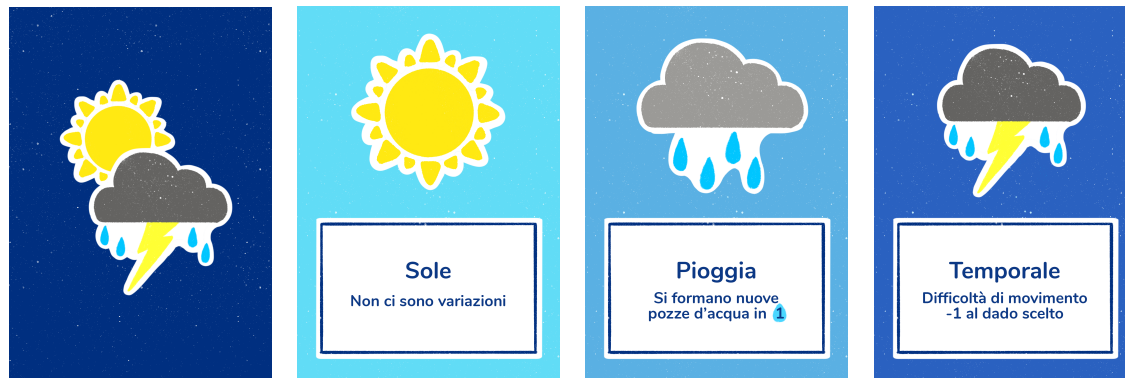 Sole
Non ci sono variazioni
Pioggia
Si formano nuove
pozze d'acqua in 1
Temporale
Difficoltà di movimento
-1 al dado scelto